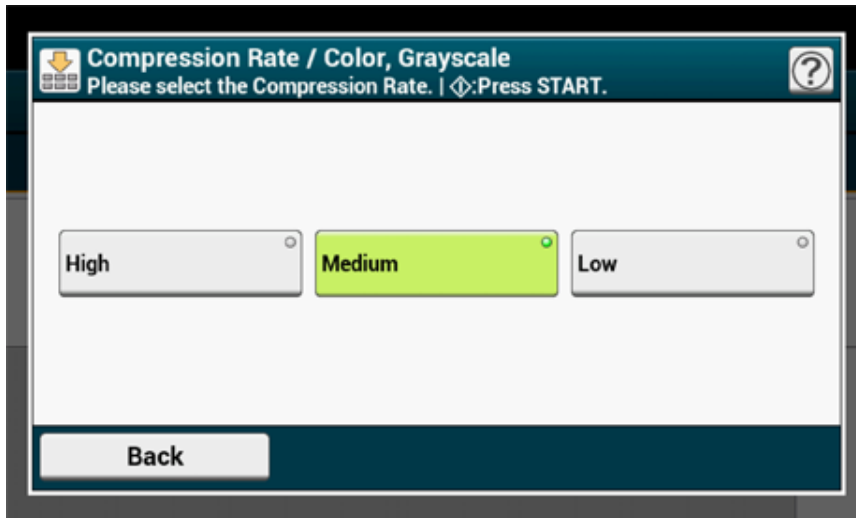 Compression Rate / Color, Grayscale
Please select the Compression Rate. | :Press START.
?
High
Medium
Low
Back